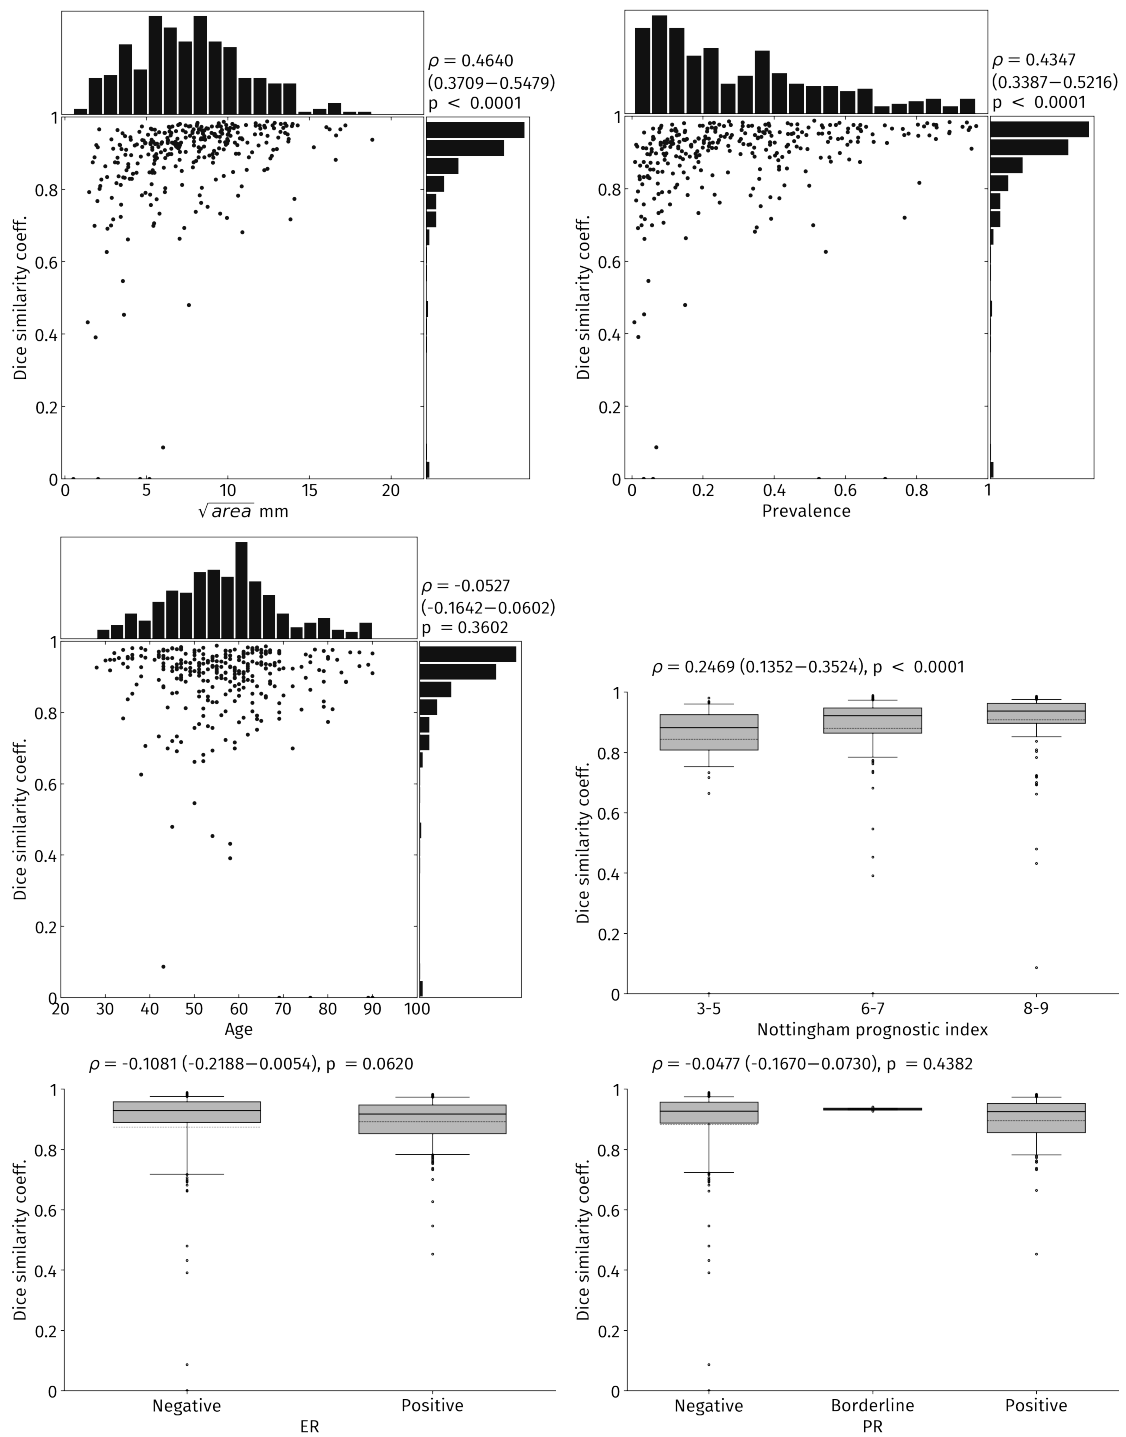 ρ = 0.4640
(0.3709−0.5479)
p < 0.0001
1
0.8
0.6
0.4
0.2
0
Dice similarity coeff.
0 5 10 15 20
√area mm
ρ = 0.4347
(0.3387−0.5216)
p < 0.0001
1
0.8
0.6
0.4
0.2
0
Dice similarity coeff.
0 0.2 0.4 0.6 0.8 1
Prevalence
ρ = -0.0527
(-0.1642−0.0602)
p = 0.3602
1
0.8
0.6
0.4
0.2
0
Dice similarity coeff.
20 30 40 50 60 70 80 90 100
Age
ρ = 0.2469 (0.1352−0.3524), p < 0.0001
1
0.8
0.6
0.4
0.2
0
Dice similarity coeff.
3-5 6-7 8-9
Nottingham prognostic index
ρ = -0.1081 (-0.2188−0.0054), p = 0.0620
1
0.8
0.6
0.4
0.2
0
Dice similarity coeff.
Negative Positive
ER
ρ = -0.0477 (-0.1670−0.0730), p = 0.4382
1
0.8
0.6
0.4
0.2
0
Dice similarity coeff.
Negative Borderline Positive
PR